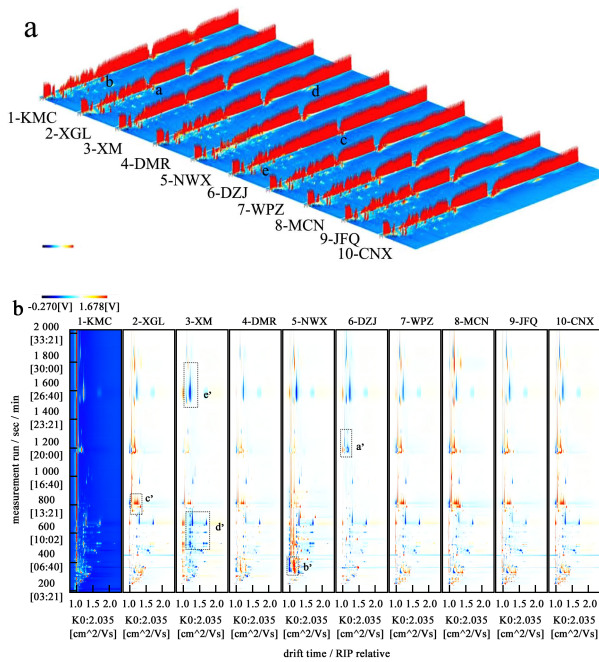 a
b
a
d
c
e
1-KMC
2-XGL
3-XM
4-DMR
5-NWX
6-DZJ
7-WPZ
8-MCN
9-JFQ
10-CNX
b
-0.270[V] 1.678[V]
1-KMC 2-XGL 3-XM 4-DMR 5-NWX 6-DZJ 7-WPZ 8-MCN 9-JFQ 10-CNX
measurement run / sec / min
2 000
[33:21]
1 800
[30:00]
1 600
[26:40]
1 400
[23:21]
1 200
[20:00]
1 000
[16:40]
800
[13:21]
600
[10:02]
400
[06:40]
200
[03:21]
e'
a'
c'
d'
b'
1.0 1.5 2.0 1.0 1.5 2.0 1.0 1.5 2.0 1.0 1.5 2.0 1.0 1.5 2.0 1.0 1.5 2.0 1.0 1.5 2.0 1.0 1.5 2.0 1.0 1.5 2.0 1.0 1.5 2.0
K0:2.035 K0:2.035 K0:2.035 K0:2.035 K0:2.035 K0:2.035 K0:2.035 K0:2.035 K0:2.035 K0:2.035
[cm^2/Vs] [cm^2/Vs] [cm^2/Vs] [cm^2/Vs] [cm^2/Vs] [cm^2/Vs] [cm^2/Vs] [cm^2/Vs] [cm^2/Vs] [cm^2/Vs]
drift time / RIP relative